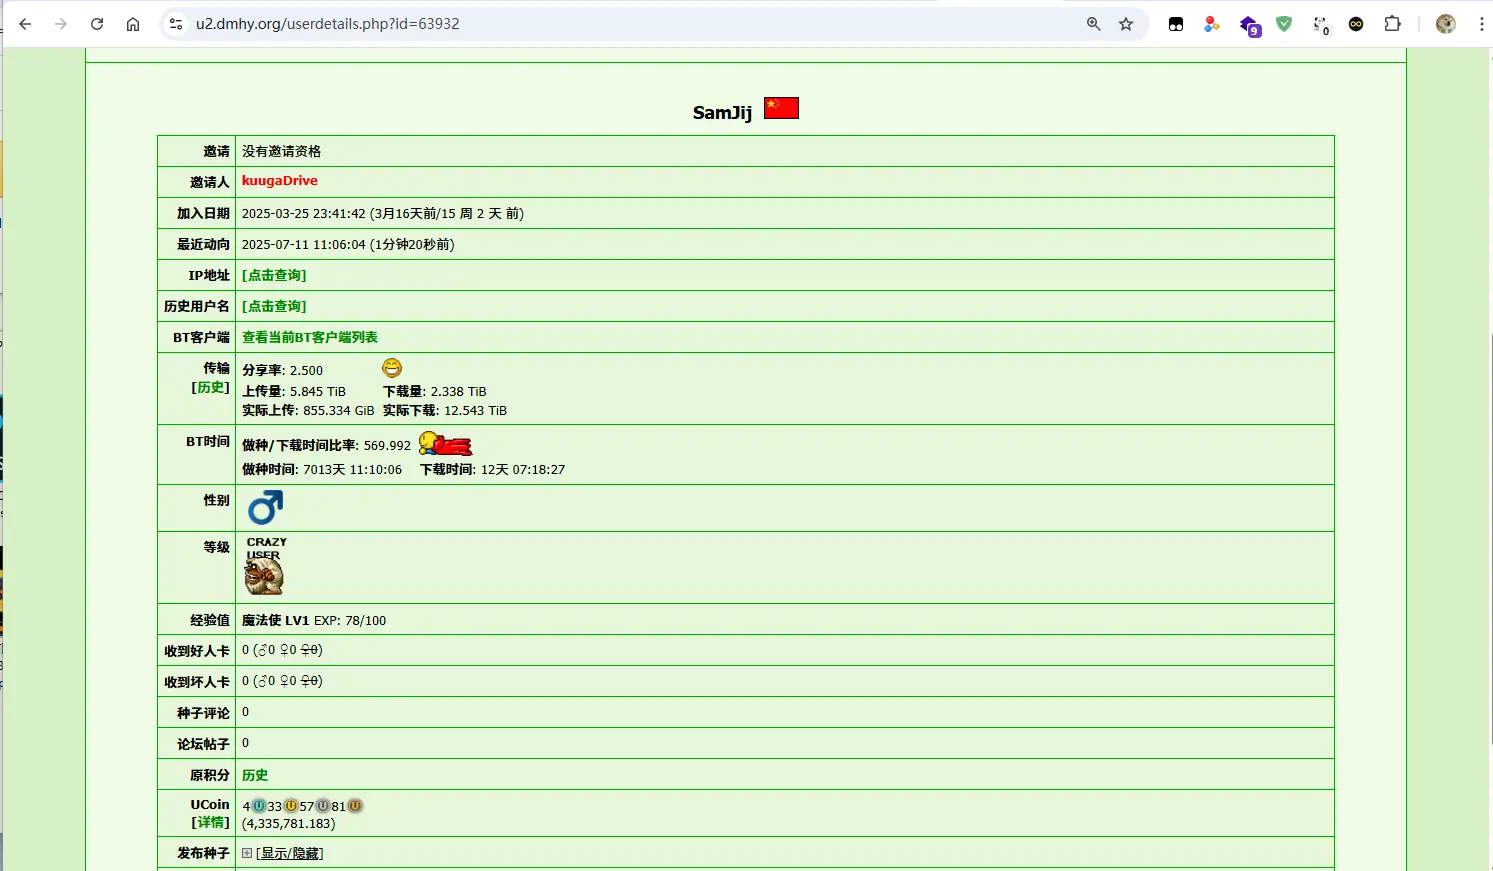 u2.dmhy.org/userdetails.php?id=63932
9
0
SamJij
邀请 没有邀请资格
邀请人 kuugaDrive
加入日期 2025-03-25 23:41:42 (3月16天前/15 周 2 天 前)
最近动向 2025-07-11 11:06:04 (1分钟20秒前)
IP地址 [点击查询]
历史用户名 [点击查询]
BT客户端 查看当前BT客户端列表
传输 分享率: 2.500
[历史] 上传量: 5.845 TiB 下载量: 2.338 TiB
实际上传: 855.334 GiB 实际下载: 12.543 TiB
BT时间 做种/下载时间比率: 569.992
做种时间: 7013天 11:10:06 下载时间: 12天 07:18:27
性别
等级 CRAZY
USER
经验值 魔法使 LV1 EXP: 78/100
收到好人卡 0 (♂0 ♀0 ♀0)
收到坏人卡 0 (♂0 ♀0 ♀0)
种子评论 0
论坛帖子 0
原积分 历史
UCoin 4U33U57U81U
[详情] (4,335,781.183)
发布种子 [显示/隐藏]